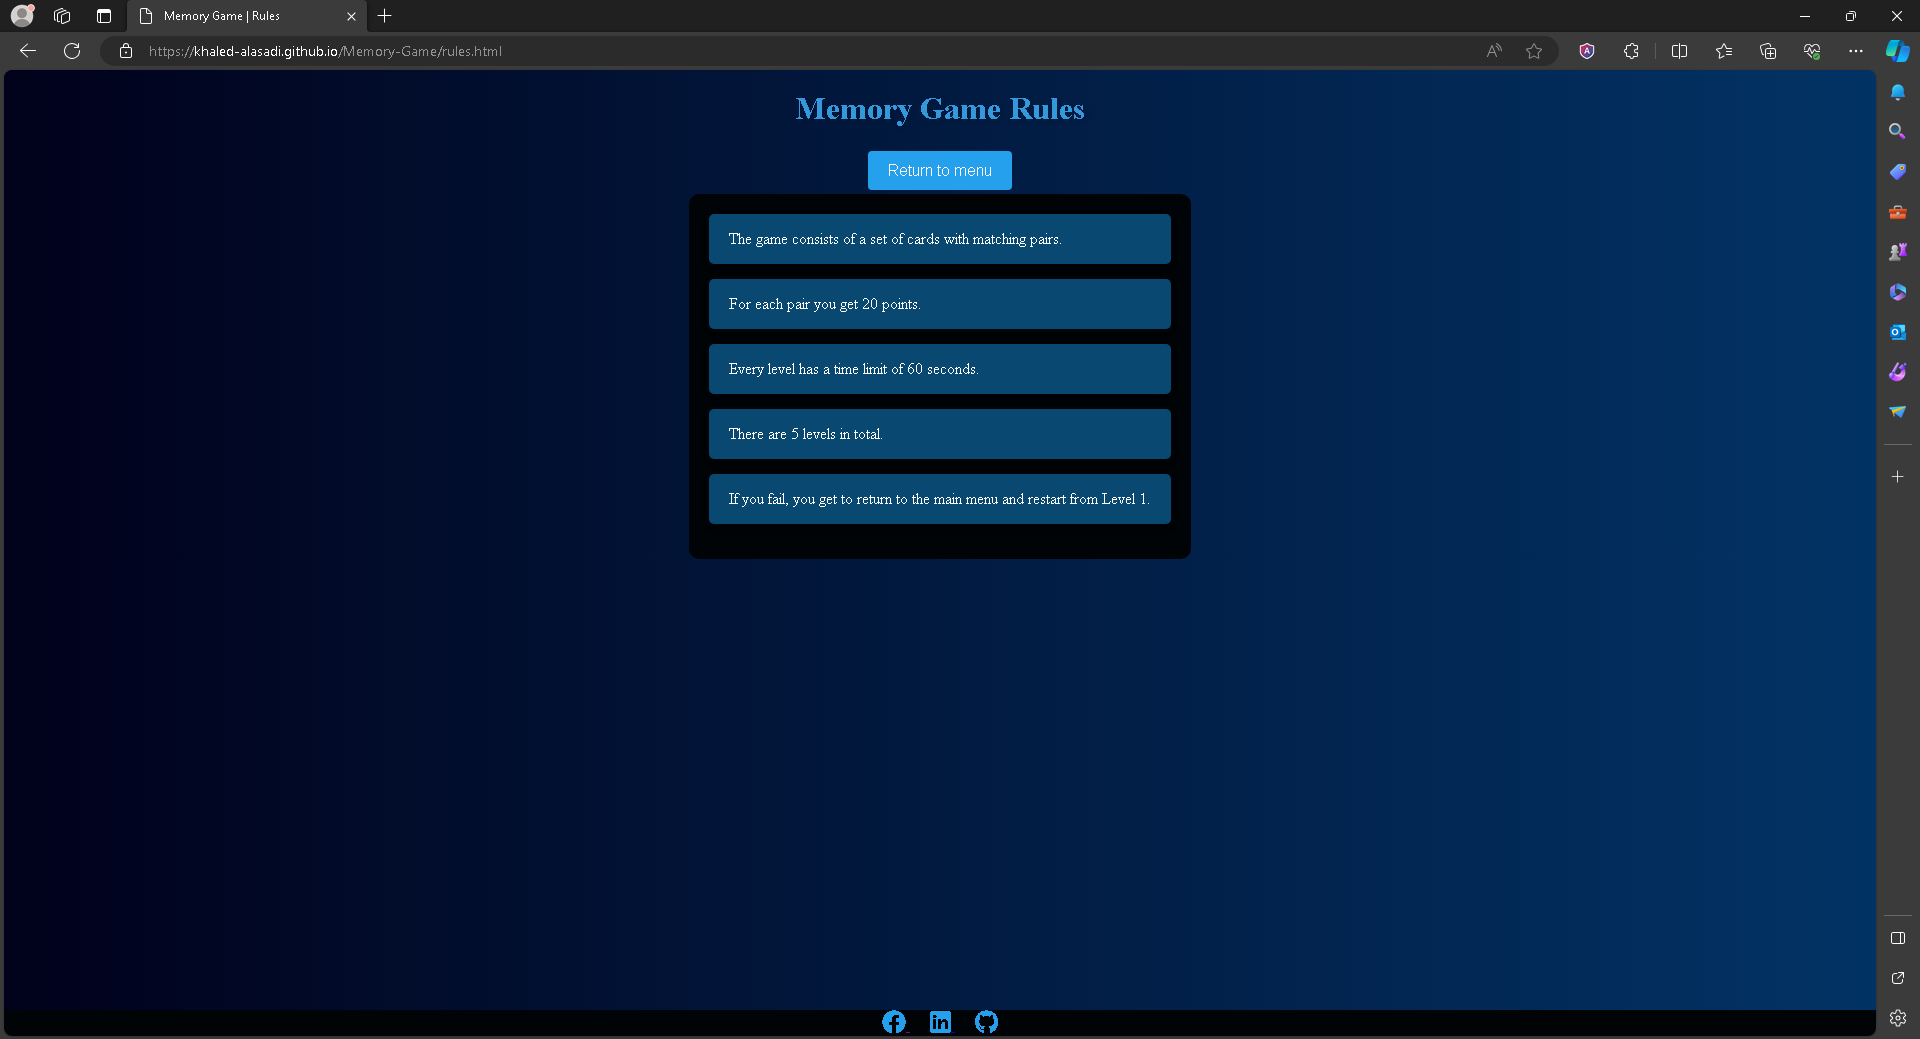 Memory Game | Rules
https://khaled-alasadi.github.io/Memory-Game/rules.html
Memory Game Rules
Return to menu
The game consists of a set of cards with matching pairs.
For each pair you get 20 points.
Every level has a time limit of 60 seconds.
There are 5 levels in total.
If you fail, you get to return to the main menu and restart from Level 1.